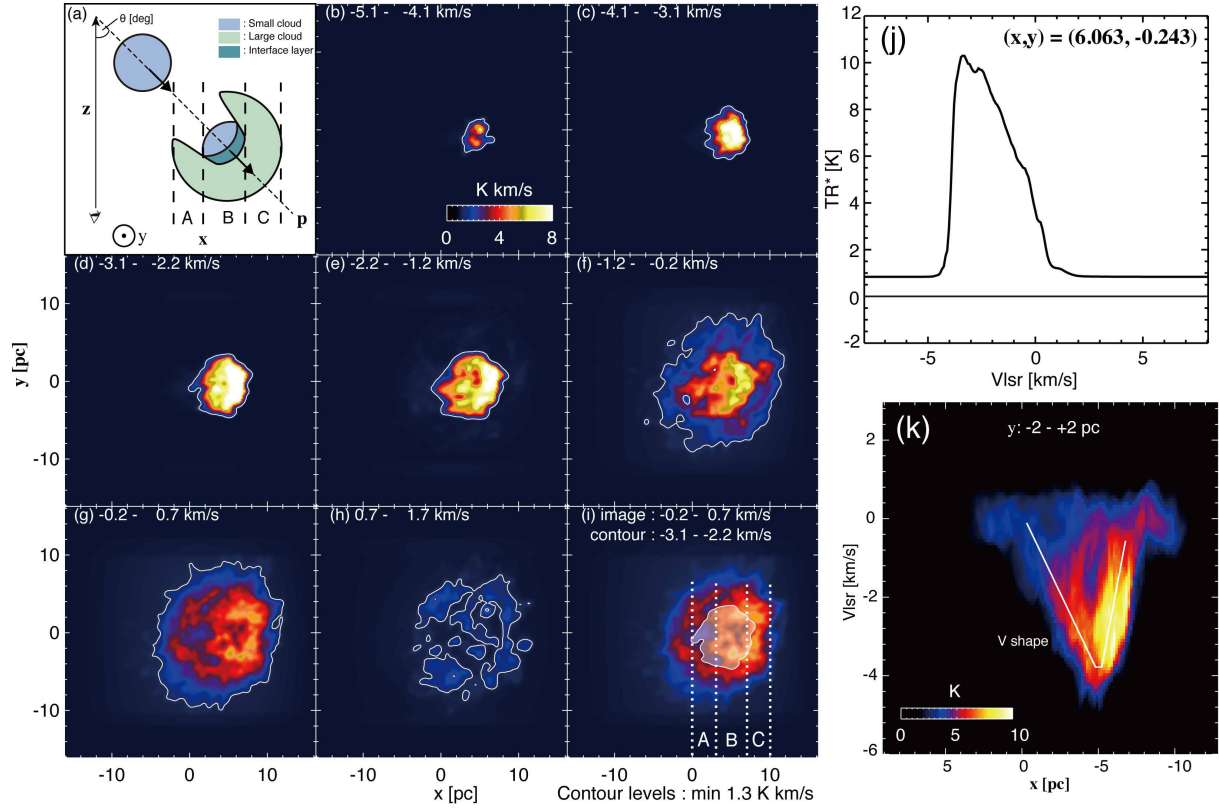 (a)
θ [deg]
: Small cloud
: Large cloud
: Interface layer
z
A B C
x
p
y
(b) -5.1 - -4.1 km/s
K km/s
0 4 8
(c) -4.1 - -3.1 km/s
(d) -3.1 - -2.2 km/s
(e) -2.2 - -1.2 km/s
(f) -1.2 - -0.2 km/s
10
0
-10
y [pc]
(g) -0.2 - 0.7 km/s
(h) 0.7 - 1.7 km/s
(i) image : -0.2 - 0.7 km/s
contour : -3.1 - -2.2 km/s
A B C
10
0
-10
-10 0 10
-10 0 10
-10 0 10
x [pc]
Contour levels : min 1.3 K km/s
(j)
(x,y) = (6.063, -0.243)
12
10
8
6
4
2
0
-2
TR* [K]
-5 0 5
Vlsr [km/s]
(k)
y: -2 - +2 pc
V shape
K
0 5 10
2
0
-2
-4
-6
Vlsr [km/s]
5 0 -5 -10
x [pc]